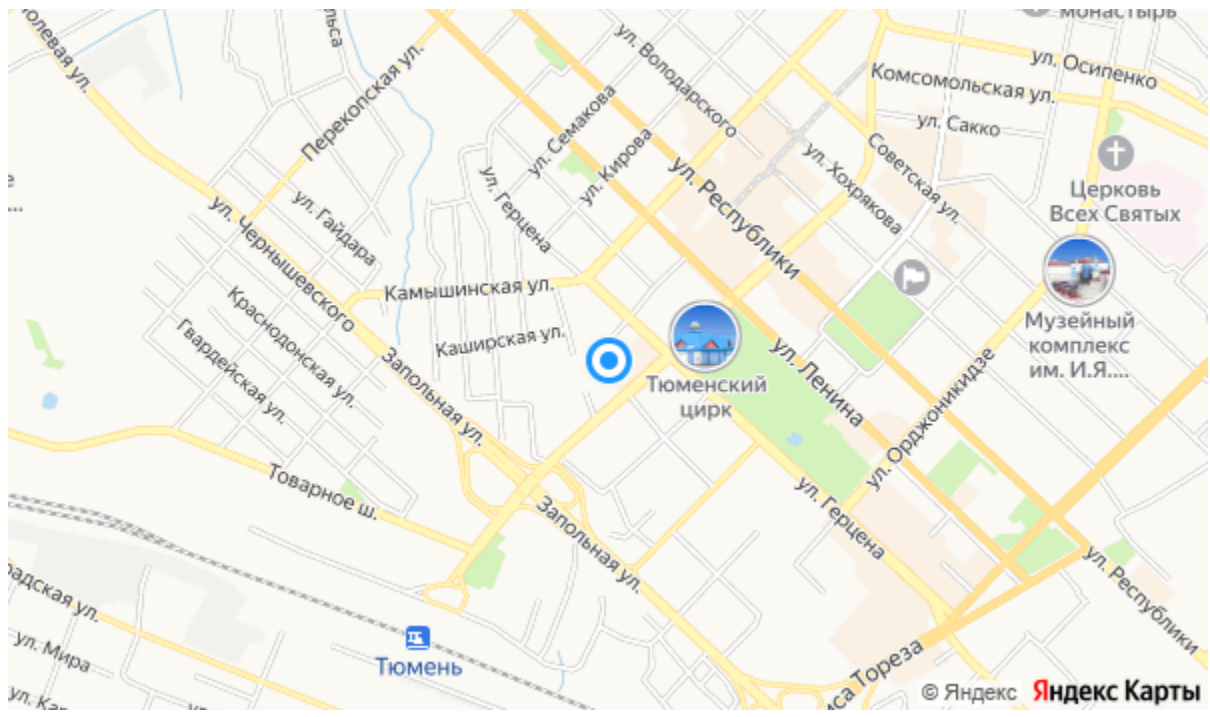 монастырь
ул. Осипенко
Комсомольская ул.
ул. Сакко
Церковь
Всех Святых
ул. Володарского
Перекопская ул.
ул. Семакова
ул. Кирова
ул. Герцена
ул. Республики
ул. Хохрякова
Советская ул.
ул. Гайдара
ул. Чернышевского
Камышинская ул.
Каширская ул.
Краснодонская ул.
Гвардейская ул.
Запольная ул.
Тюменский
цирк
ул. Ленина
Музейный
комплекс
им. И.Я....
ул. Орджоникидзе
Товарное ш.
Запольная ул.
ул. Герцена
ул. Республики
ул. Мира
Тюмень
© Яндекс Яндекс Карты